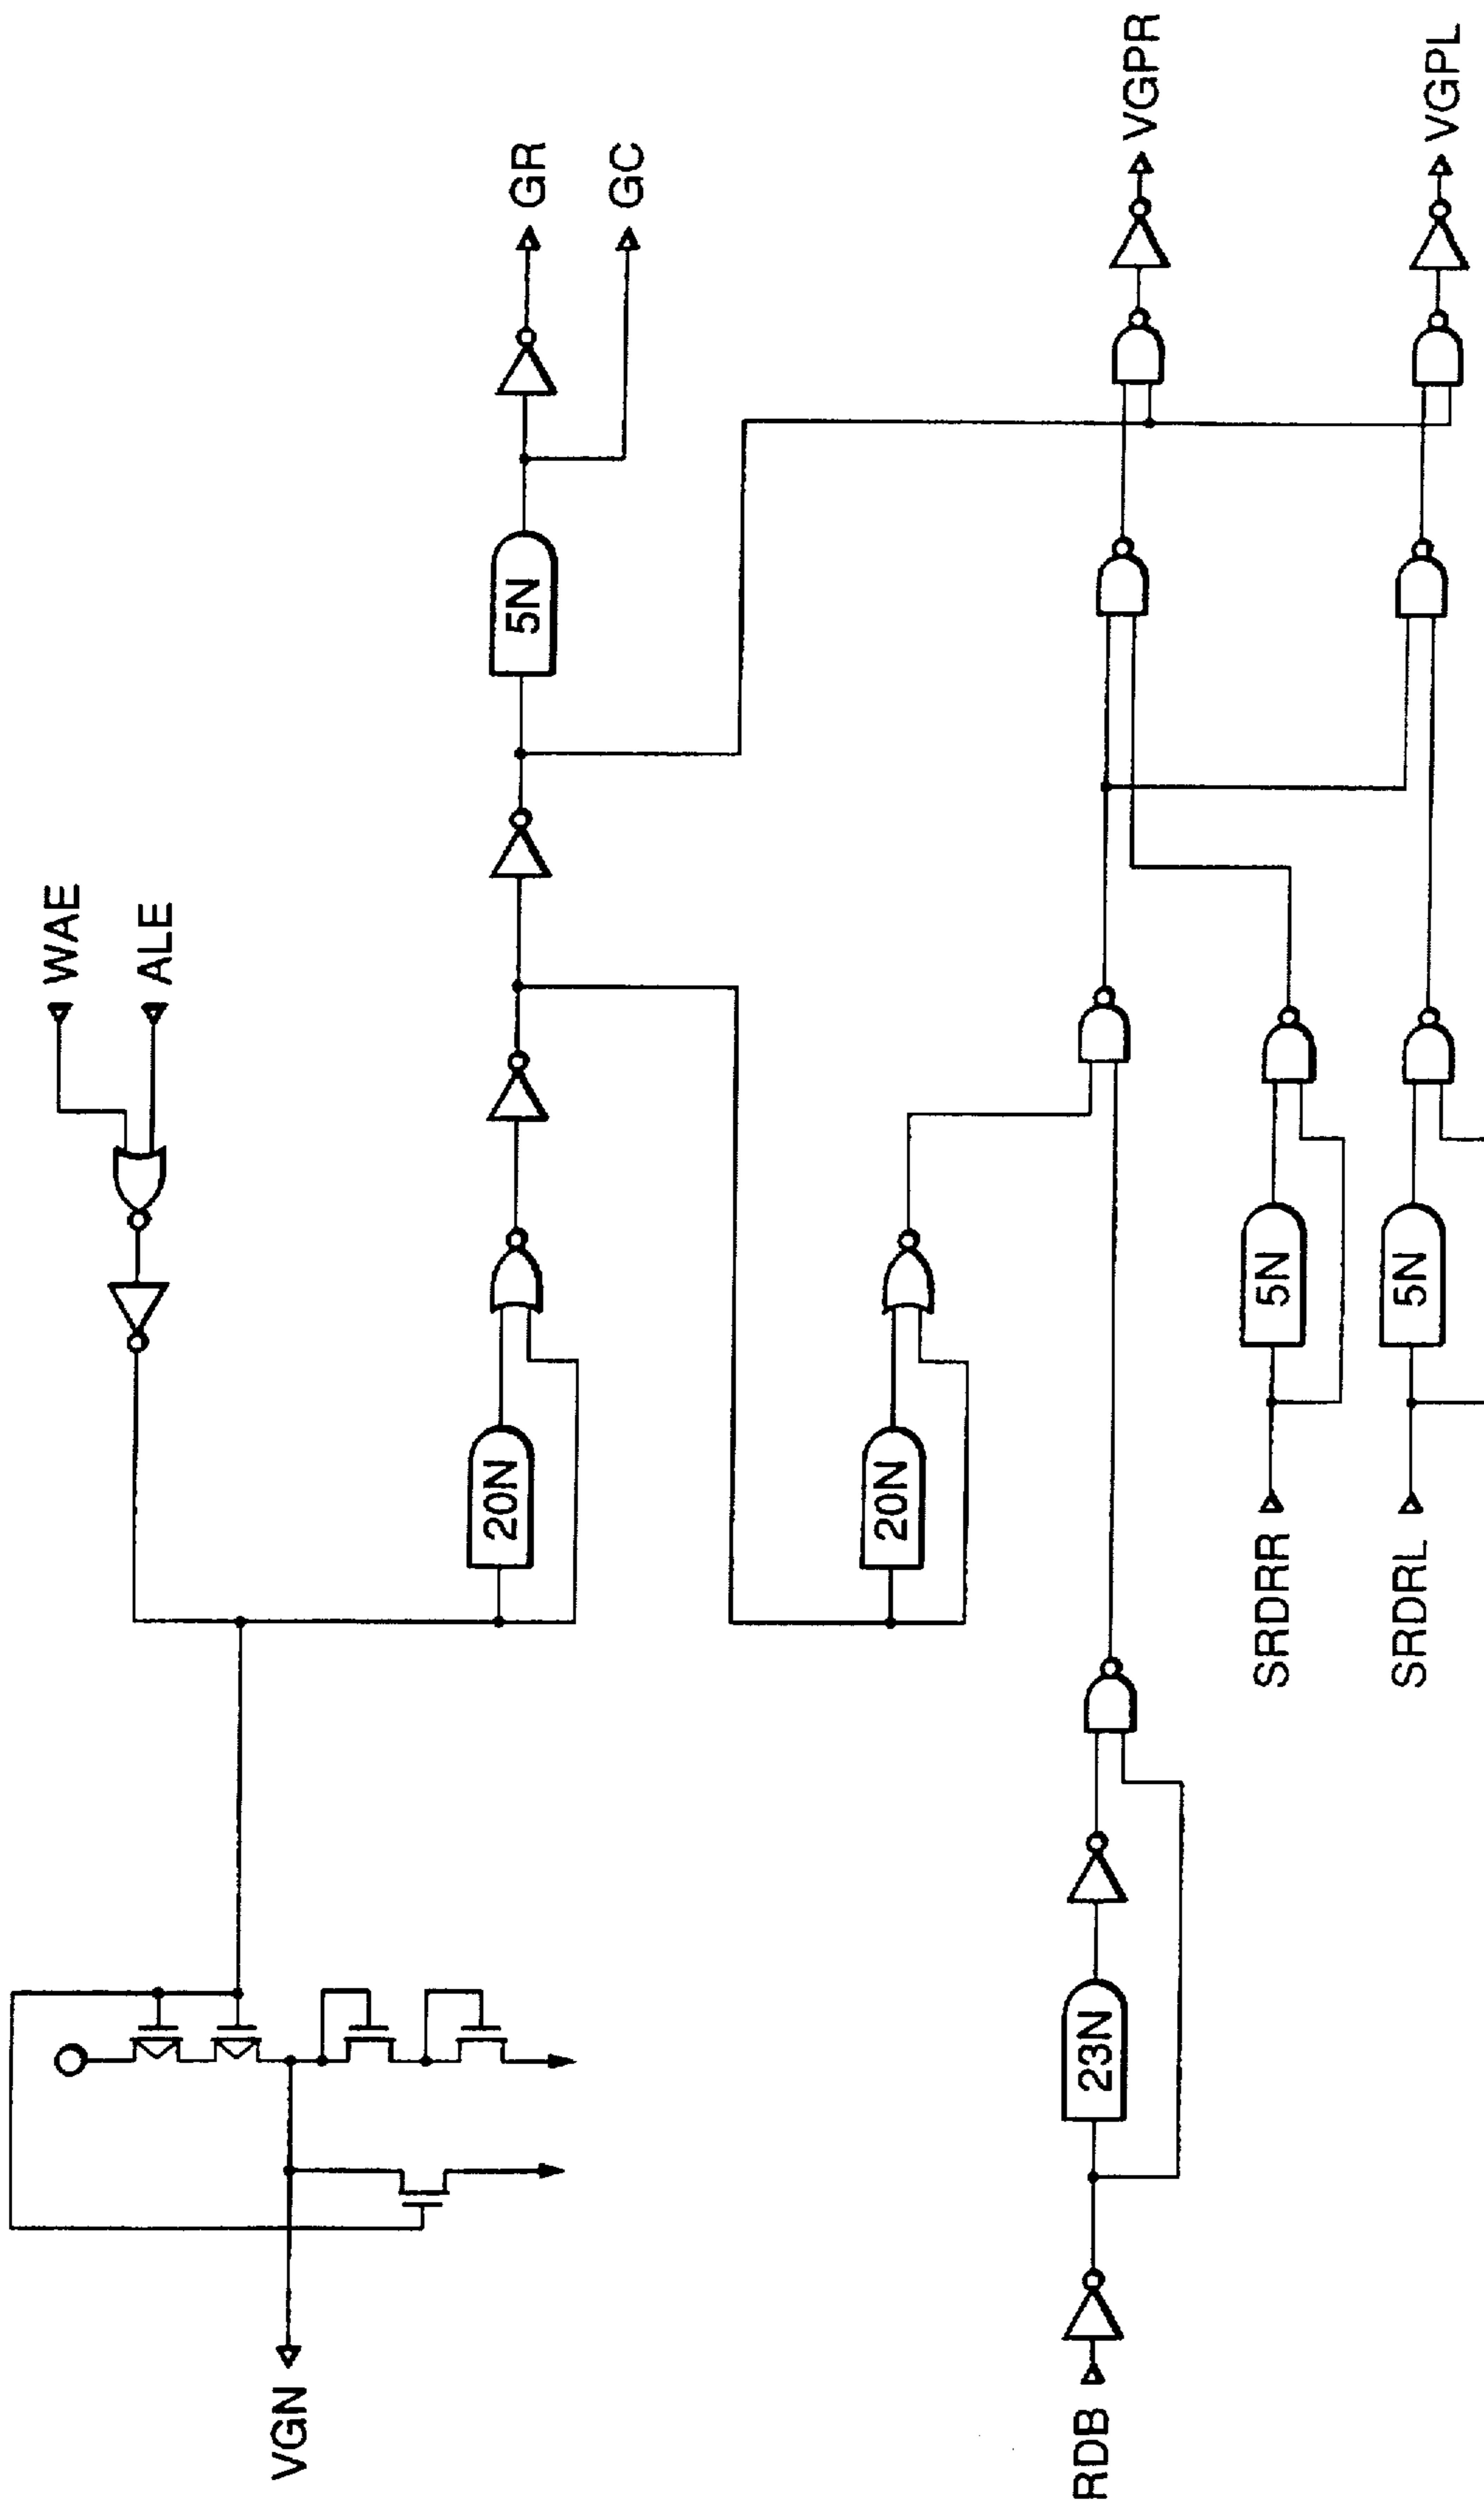 WAE
ALE
GR
GC
5N
20N
20N
VGN
VGPR
VGPL
23N
RDB
5N
5N
SRDRR
SRDRL